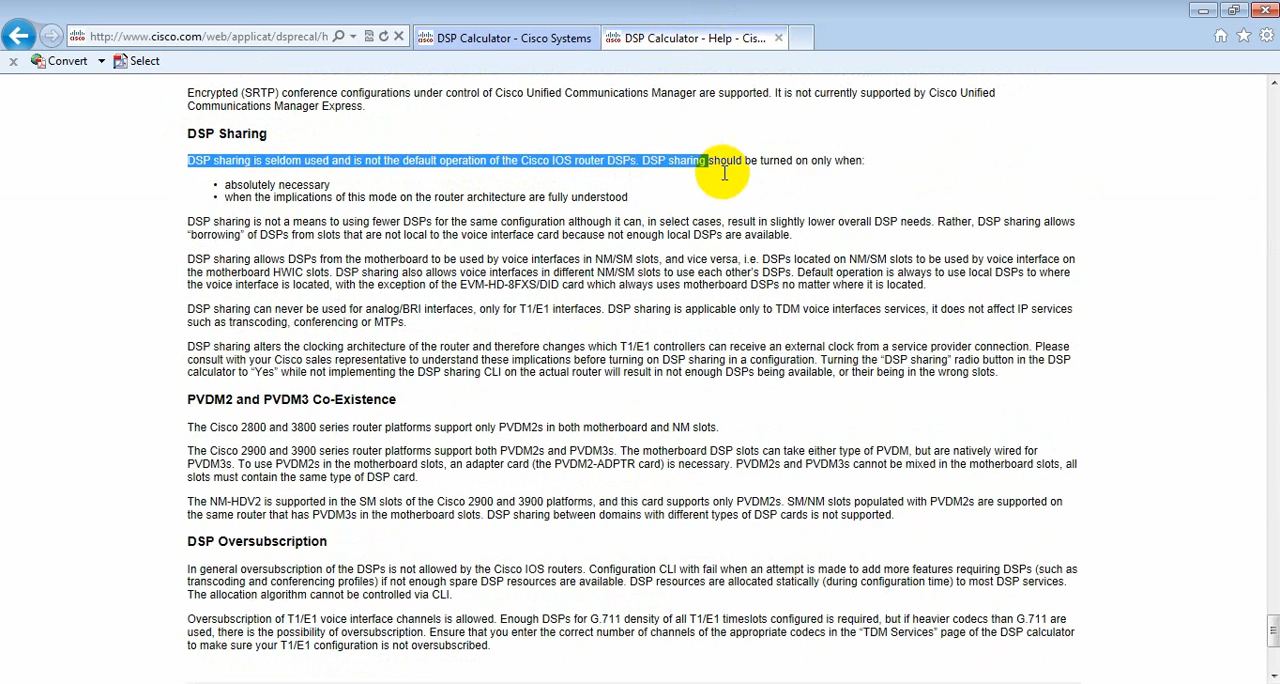 http://www.cisco.com/web/applicat/dsprecal/h
DSP Calculator - Cisco Systems
DSP Calculator - Help - Cis...
Convert
Select
Encrypted (SRTP) conference configurations under control of Cisco Unified Communications Manager are supported. It is not currently supported by Cisco Unified
Communications Manager Express.
DSP Sharing
DSP sharing is seldom used and is not the default operation of the Cisco IOS router DSPs. DSP sharing should be turned on only when:
• absolutely necessary
• when the implications of this mode on the router architecture are fully understood
DSP sharing is not a means to using fewer DSPs for the same configuration although it can, in select cases, result in slightly lower overall DSP needs. Rather, DSP sharing allows
“borrowing” of DSPs from slots that are not local to the voice interface card because not enough local DSPs are available.
DSP sharing allows DSPs from the motherboard to be used by voice interfaces in NM/SM slots, and vice versa, i.e. DSPs located on NM/SM slots to be used by voice interface on
the motherboard HWIC slots. DSP sharing also allows voice interfaces in different NM/SM slots to use each other’s DSPs. Default operation is always to use local DSPs to where
the voice interface is located, with the exception of the EVM-HD-8FXS/DID card which always uses motherboard DSPs no matter where it is located.
DSP sharing can never be used for analog/BRI interfaces, only for T1/E1 interfaces. DSP sharing is applicable only to TDM voice interfaces services, it does not affect IP services
such as transcoding, conferencing or MTPs.
DSP sharing alters the clocking architecture of the router and therefore changes which T1/E1 controllers can receive an external clock from a service provider connection. Please
consult with your Cisco sales representative to understand these implications before turning on DSP sharing in a configuration. Turning the “DSP sharing” radio button in the DSP
calculator to “Yes” while not implementing the DSP sharing CLI on the actual router will result in not enough DSPs being available, or their being in the wrong slots.
PVDM2 and PVDM3 Co-Existence
The Cisco 2800 and 3800 series router platforms support only PVDM2s in both motherboard and NM slots.
The Cisco 2900 and 3900 series router platforms support both PVDM2s and PVDM3s. The motherboard DSP slots can take either type of PVDM, but are natively wired for
PVDM3s. To use PVDM2s in the motherboard slots, an adapter card (the PVDM2-ADPTR card) is necessary. PVDM2s and PVDM3s cannot be mixed in the motherboard slots, all
slots must contain the same type of DSP card.
The NM-HDV2 is supported in the SM slots of the Cisco 2900 and 3900 platforms, and this card supports only PVDM2s. SM/NM slots populated with PVDM2s are supported on
the same router that has PVDM3s in the motherboard slots. DSP sharing between domains with different types of DSP cards is not supported.
DSP Oversubscription
In general oversubscription of the DSPs is not allowed by the Cisco IOS routers. Configuration CLI with fail when an attempt is made to add more features requiring DSPs (such as
transcoding and conferencing profiles) if not enough spare DSP resources are available. DSP resources are allocated statically (during configuration time) to most DSP services.
The allocation algorithm cannot be controlled via CLI.
Oversubscription of T1/E1 voice interface channels is allowed. Enough DSPs for G.711 density of all T1/E1 timeslots configured is required, but if heavier codecs than G.711 are
used, there is the possibility of oversubscription. Ensure that you enter the correct number of channels of the appropriate codecs in the “TDM Services” page of the DSP calculator
to make sure your T1/E1 configuration is not oversubscribed.